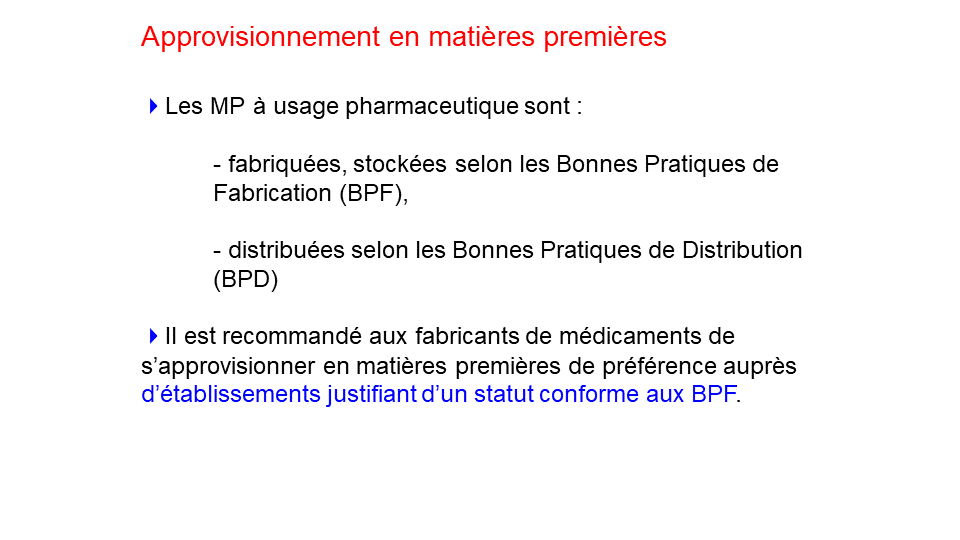 Approvisionnement en matières premières
Les MP à usage pharmaceutique sont :
- fabriquées, stockées selon les Bonnes Pratiques de
Fabrication (BPF),
- distribuées selon les Bonnes Pratiques de Distribution
(BPD)
Il est recommandé aux fabricants de médicaments de
s’approvisionner en matières premières de préférence auprès
d’établissements justifiant d’un statut conforme aux BPF.